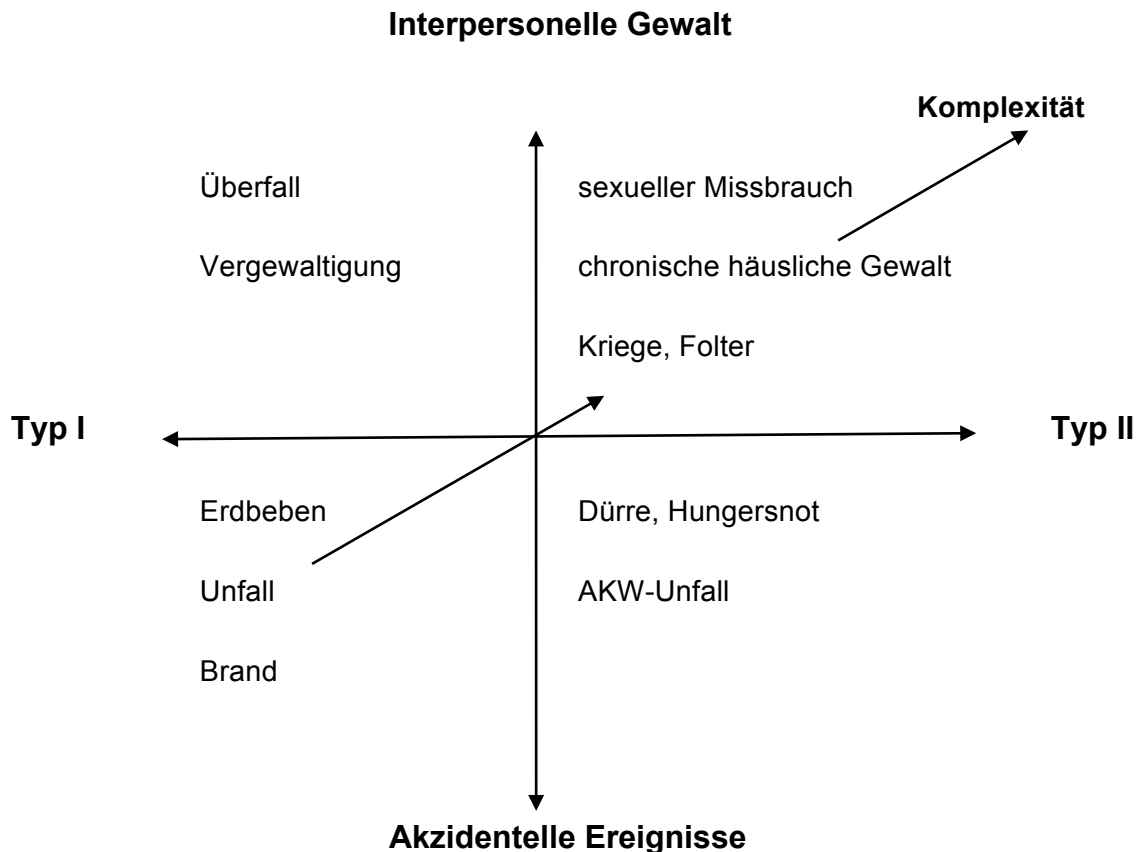 Interpersonelle Gewalt
Komplexität
Überfall
sexueller Missbrauch
Vergewaltigung
chronische häusliche Gewalt
Kriege, Folter
Typ I
Typ II
Erdbeben
Dürre, Hungersnot
Unfall
AKW-Unfall
Brand
Akzidentelle Ereignisse